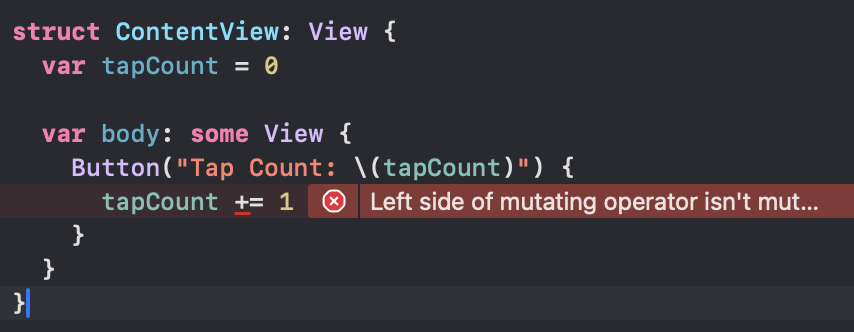 struct ContentView: View {
  var tapCount = 0

  var body: some View {
    Button("Tap Count: \(tapCount)") {
      tapCount += 1 Left side of mutating operator isn't mut...
    }
  }
}